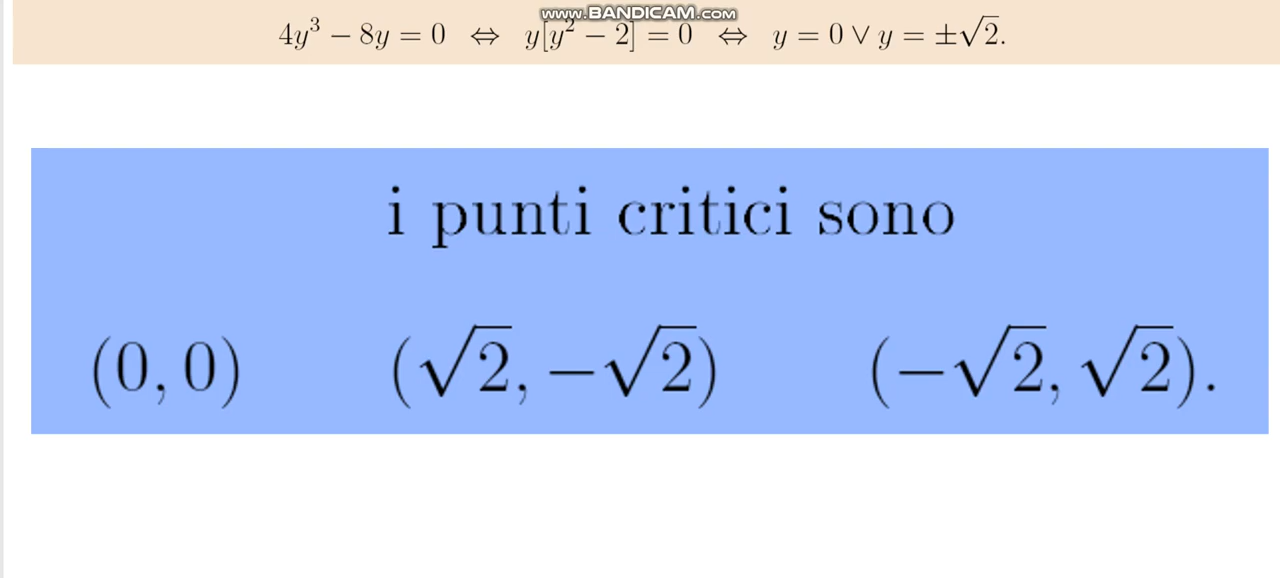 www.BANDICAM.com
4y³ − 8y = 0 ⇔ y[y² − 2] = 0 ⇔ y = 0 ∨ y = ±√2.
i punti critici sono
(0, 0) (√2, −√2) (−√2, √2).